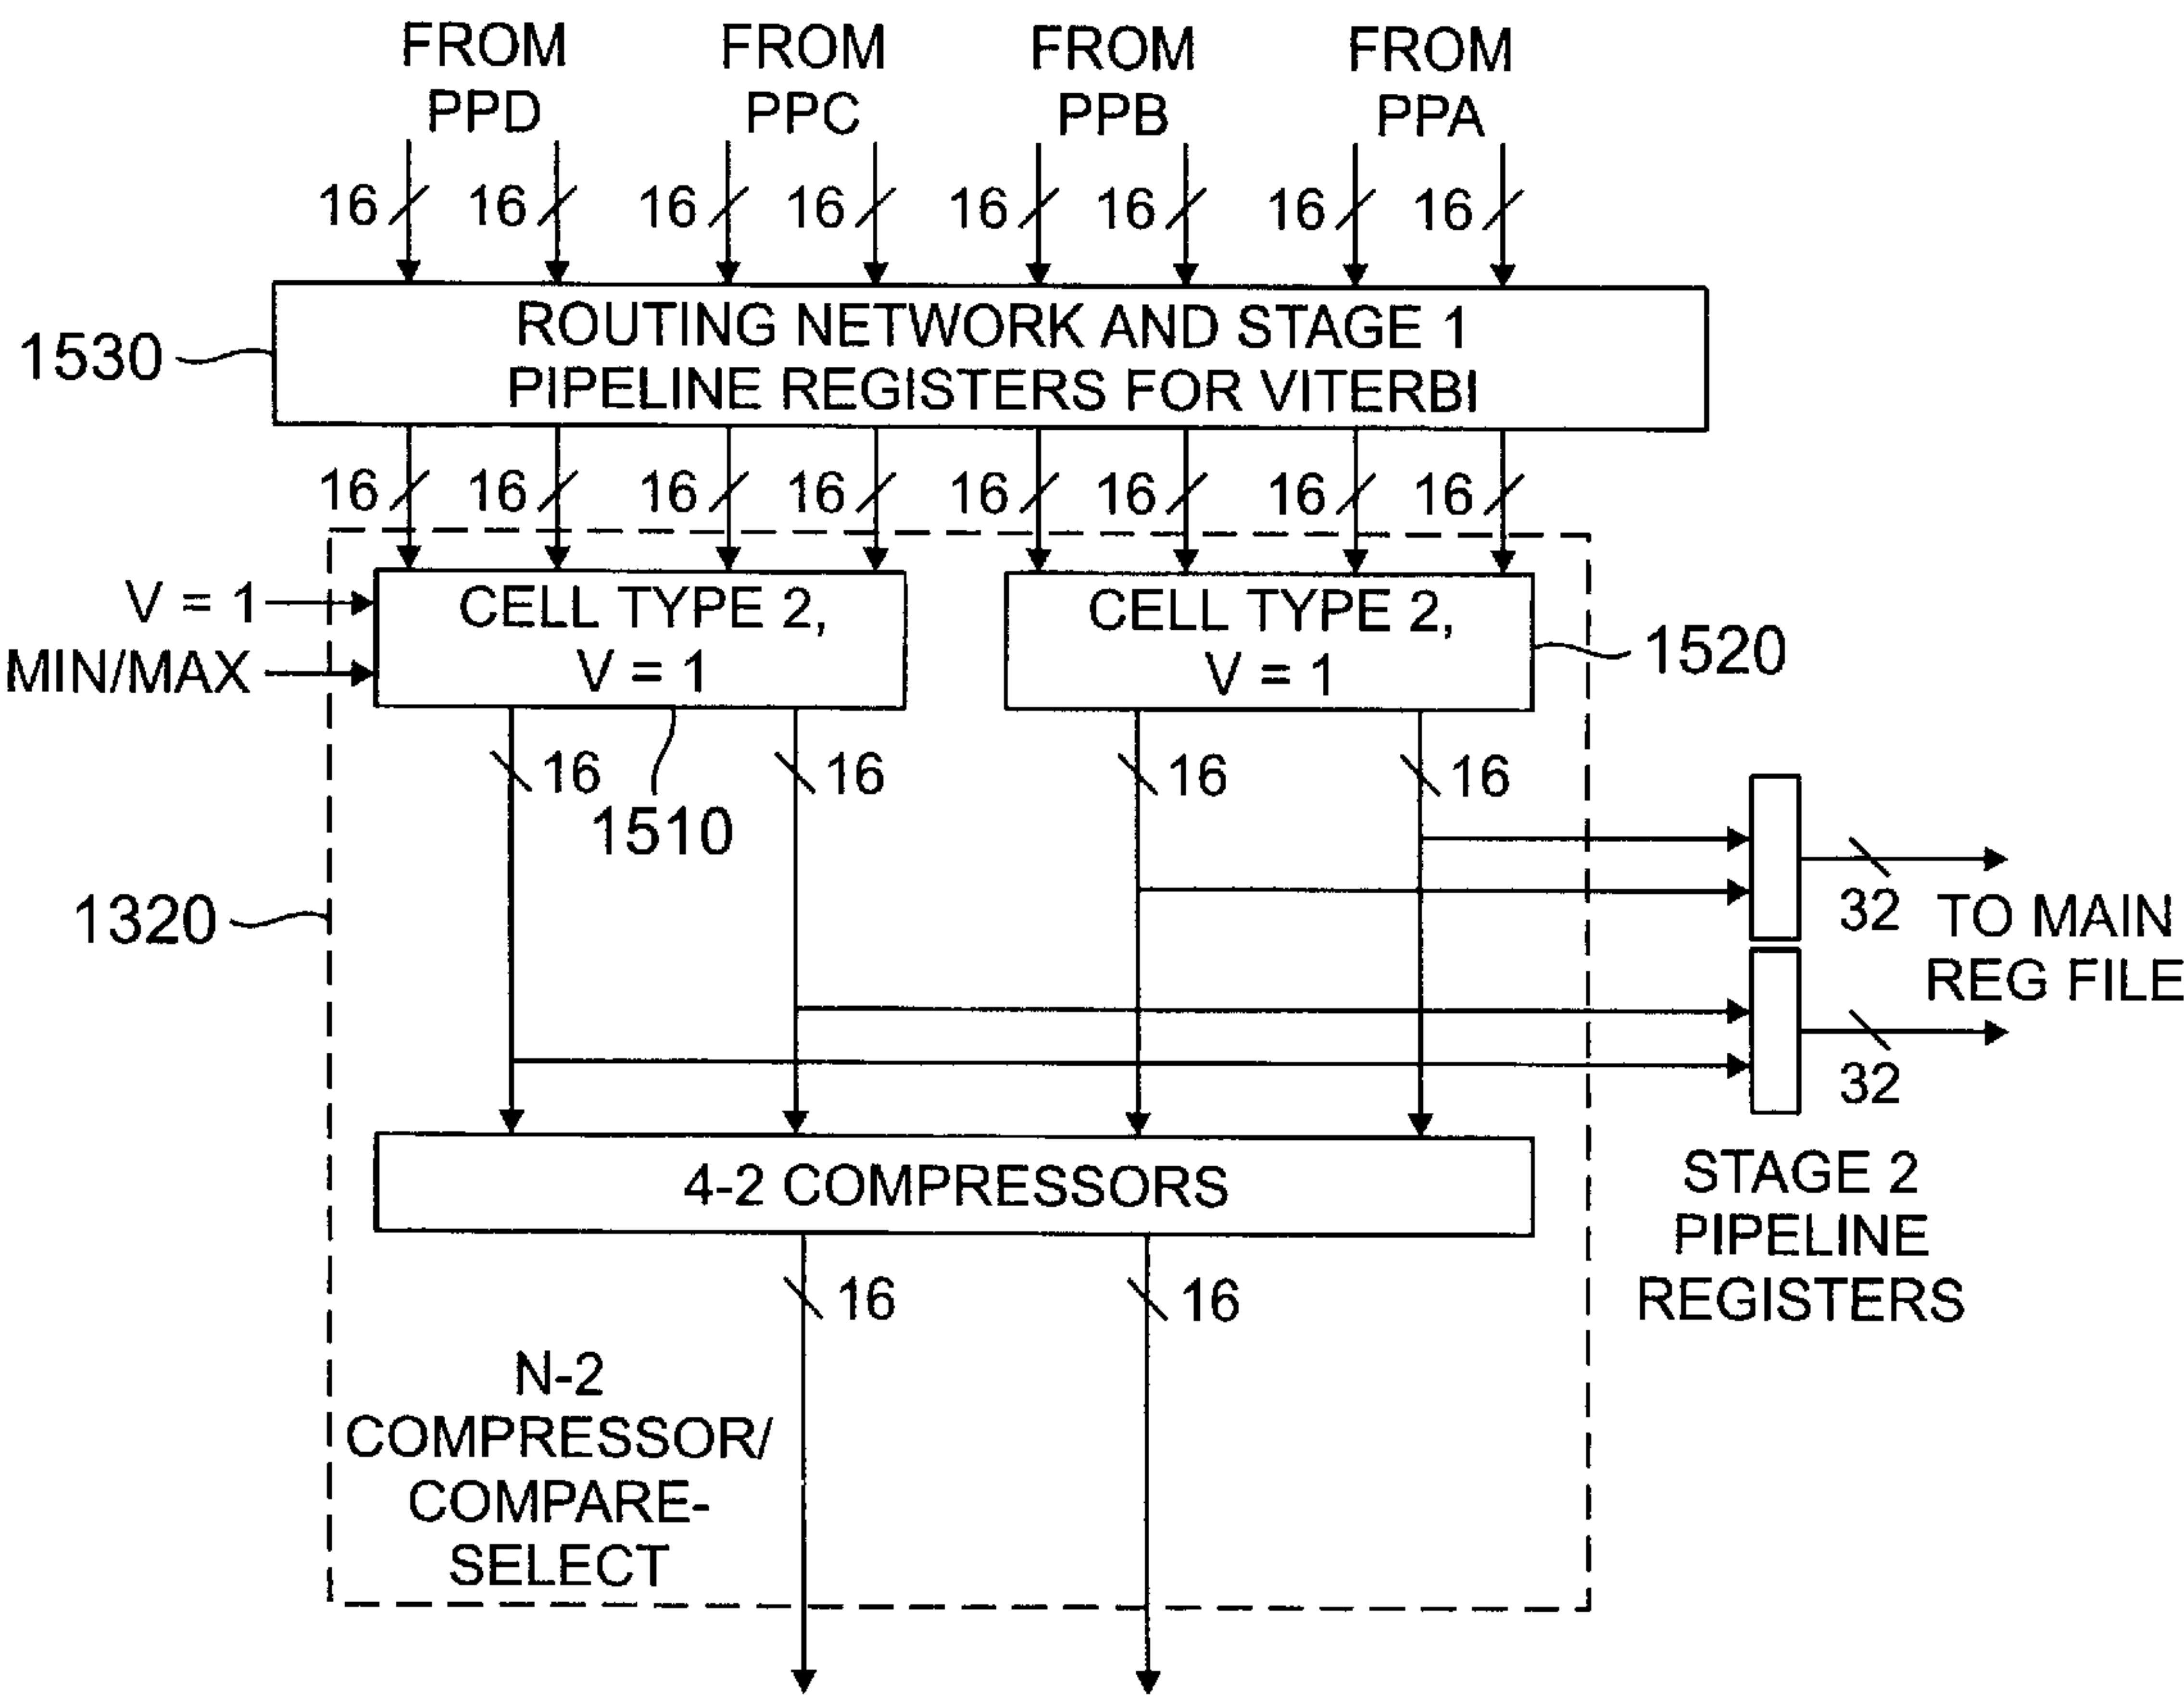 FROM PPD
FROM PPC
FROM PPB
FROM PPA
16 16 16 16 16 16 16 16
1530
ROUTING NETWORK AND STAGE 1
PIPELINE REGISTERS FOR VITERBI
16 16 16 16 16 16 16 16
V = 1
MIN/MAX
CELL TYPE 2,
V = 1
CELL TYPE 2,
V = 1
1520
16 16 16 16
1510
1320
32
TO MAIN
REG FILE
32
4-2 COMPRESSORS
STAGE 2
PIPELINE
REGISTERS
16 16
N-2
COMPRESSOR/
COMPARE-
SELECT